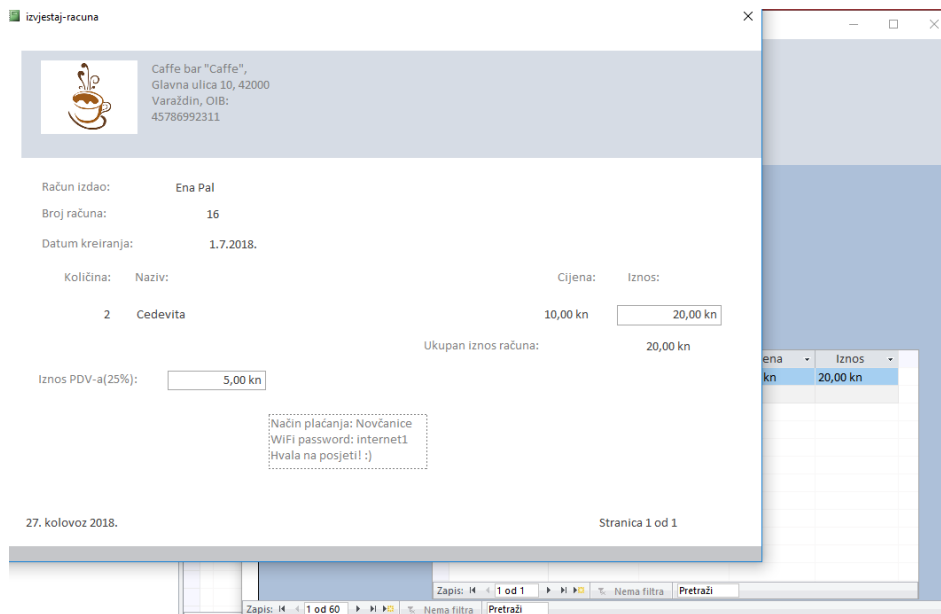 izvjestaj-racuna
Caffe bar "Caffe",
Glavna ulica 10, 42000
Varaždin, OIB:
45786992311
Račun izdao: Ena Pal
Broj računa: 16
Datum kreiranja: 1.7.2018.
Količina: Naziv: Cijena: Iznos:
2 Cedevita 10,00 kn 20,00 kn
Ukupan iznos računa: 20,00 kn
Iznos PDV-a(25%): 5,00 kn
Način plaćanja: Novčanice
WiFi password: internet1
Hvala na posjeti! :)
27. kolovoz 2018. Stranica 1 od 1
ena Iznos
kn 20,00 kn
Zapis: 1 od 1 Nema filtra Pretraži
Zapis: 1 od 60 Nema filtra Pretraži